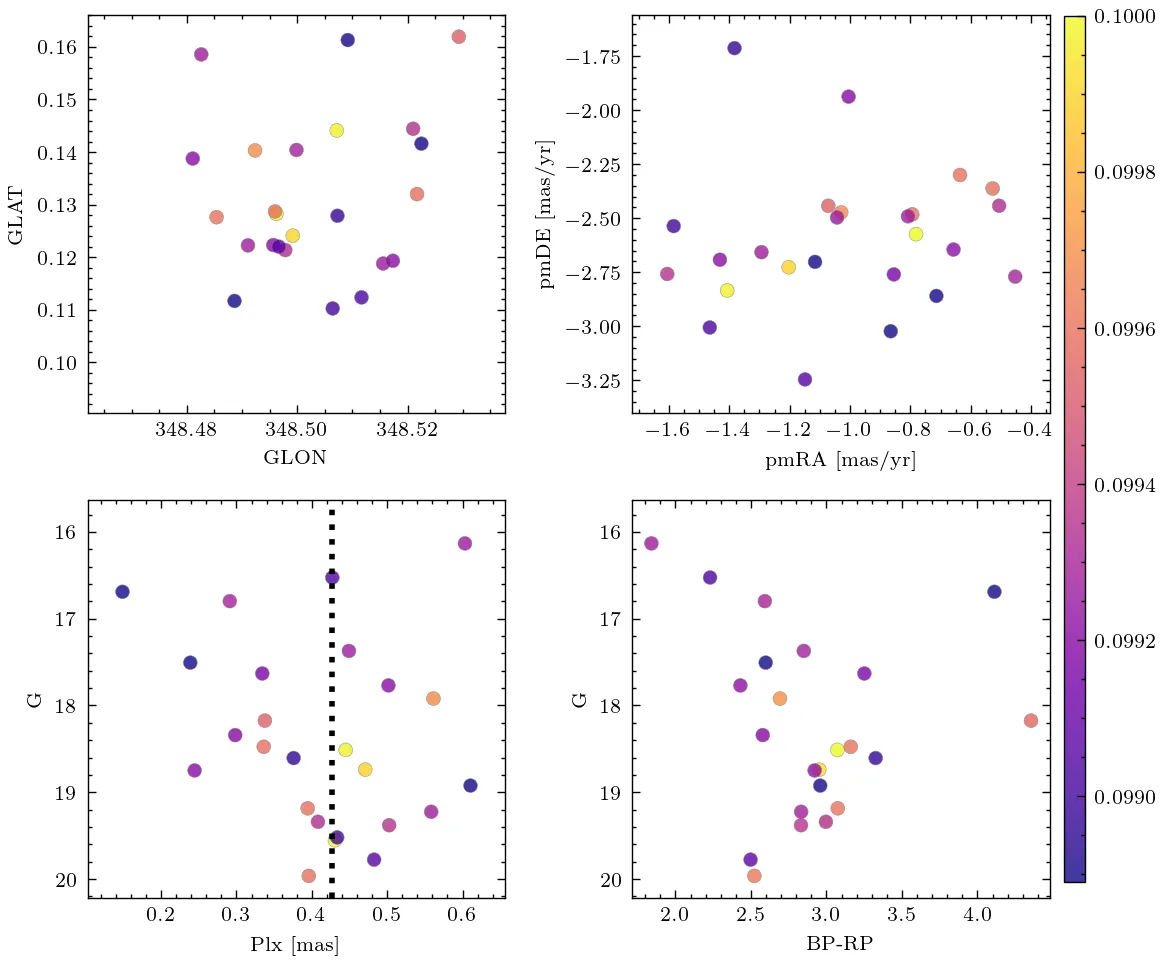 0.16
0.15
0.14
0.13
0.12
0.11
0.10
GLAT
348.48 348.50 348.52
GLON
−1.75
−2.00
−2.25
−2.50
−2.75
−3.00
−3.25
pmDE [mas/yr]
−1.6 −1.4 −1.2 −1.0 −0.8 −0.6 −0.4
pmRA [mas/yr]
0.1000
0.0998
0.0996
0.0994
0.0992
0.0990
16
17
18
19
20
G
0.2 0.3 0.4 0.5 0.6
Plx [mas]
16
17
18
19
20
G
2.0 2.5 3.0 3.5 4.0
BP-RP